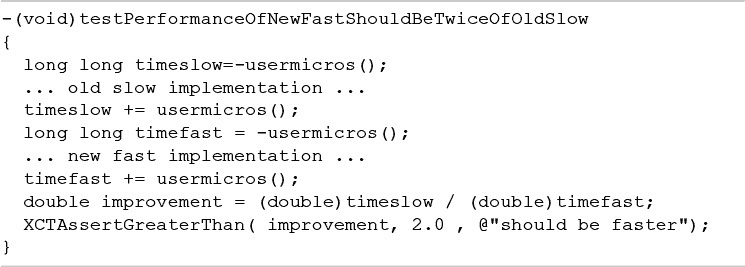 -(void)testPerformanceOfNewFastShouldBeTwiceOfOldSlow
{
  long long timeslow=-usermicros();
  ... old slow implementation ...
  timeslow += usermicros();
  long long timefast = -usermicros();
  ... new fast implementation ...
  timefast += usermicros();
  double improvement = (double)timeslow / (double)timefast;
  XCTAssertGreaterThan( improvement, 2.0 , @"should be faster");
}